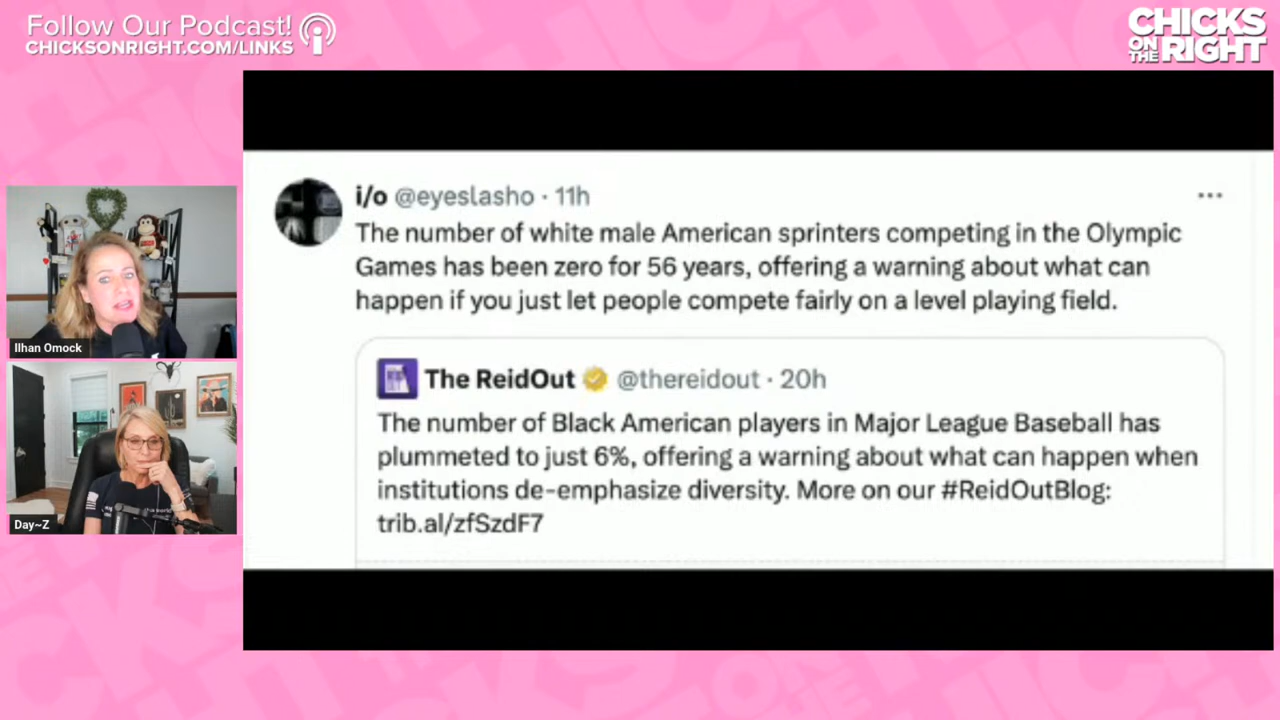 Follow Our Podcast!
CHICKSONRIGHT.COM/LINKS
CHICKS
ON THE RIGHT
i/o @eyeslasho · 11h
The number of white male American sprinters competing in the Olympic
Games has been zero for 56 years, offering a warning about what can
happen if you just let people compete fairly on a level playing field.
The ReidOut @thereidout · 20h
The number of Black American players in Major League Baseball has
plummeted to just 6%, offering a warning about what can happen when
institutions de-emphasize diversity. More on our #ReidOutBlog:
trib.al/zfSzdF7
Ilhan Omock
Day~Z